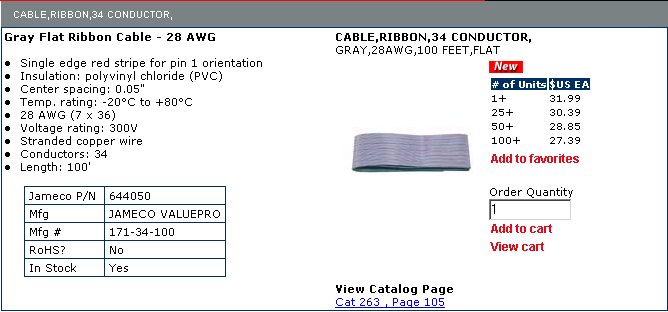 CABLE,RIBBON,34 CONDUCTOR,
Gray Flat Ribbon Cable - 28 AWG
Single edge red stripe for pin 1 orientation
Insulation: polyvinyl chloride (PVC)
Center spacing: 0.05"
Temp. rating: -20°C to +80°C
28 AWG (7 x 36)
Voltage rating: 300V
Stranded copper wire
Conductors: 34
Length: 100'
Jameco P/N 644050
Mfg JAMECO VALUEPRO
Mfg # 171-34-100
RoHS? No
In Stock Yes
CABLE,RIBBON,34 CONDUCTOR,
GRAY,28AWG,100 FEET,FLAT
New
# of Units $US EA
1+ 31.99
25+ 30.39
50+ 28.85
100+ 27.39
Add to favorites
Order Quantity
1
Add to cart
View cart
View Catalog Page
Cat 263 , Page 105